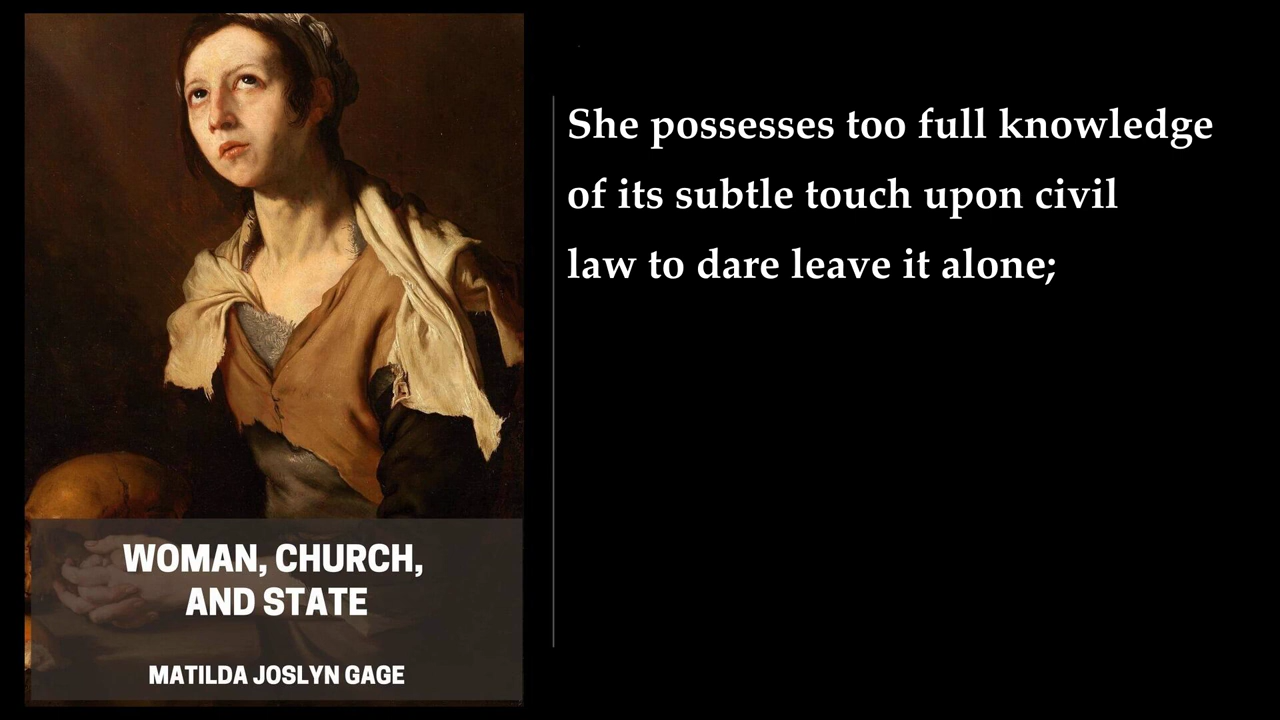 She possesses too full knowledge
of its subtle touch upon civil
law to dare leave it alone;
WOMAN, CHURCH,
AND STATE
MATILDA JOSLYN GAGE